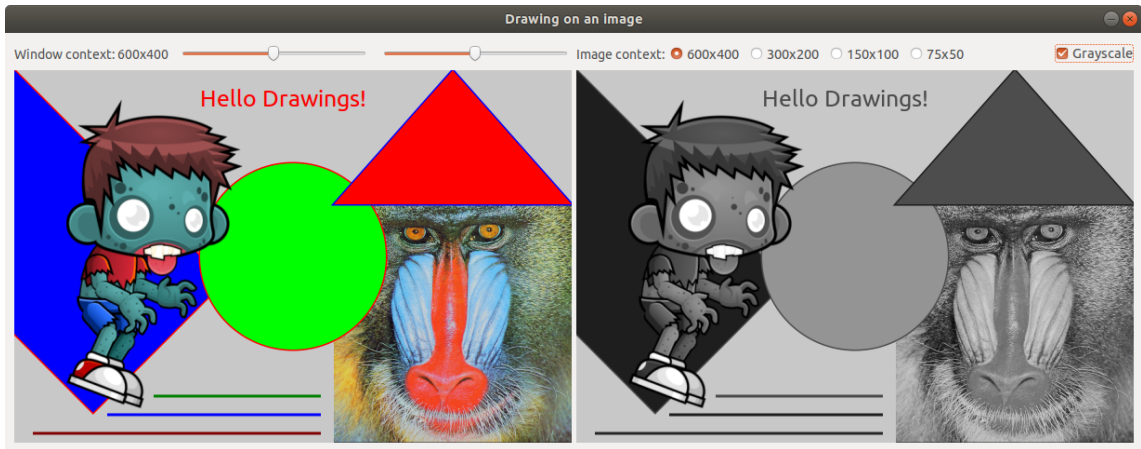 Drawing on an image
Window context: 600x400
Image context: 600x400 300x200 150x100 75x50 Grayscale
Hello Drawings!
Hello Drawings!